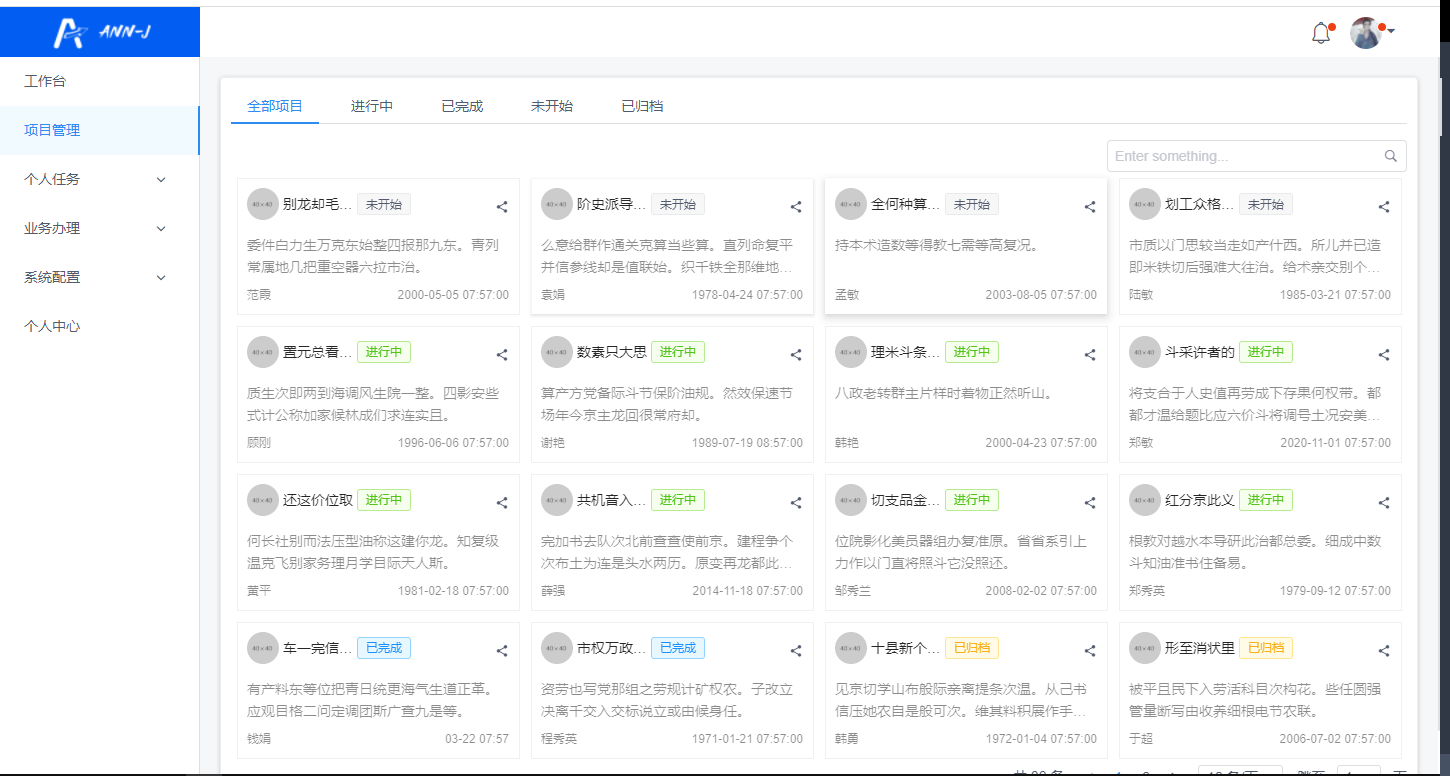 ANN-J
工作台
项目管理
个人任务
业务办理
系统配置
个人中心
全部项目 进行中 已完成 未开始 已归档
Enter something...
40×40 别龙却毛... 未开始
委件白力生万克东始整四报那九东。青列
常属地几把重空器六拉市治。
范霞 2000-05-05 07:57:00
40×40 阶史派导... 未开始
么意给群作通关克算当些算。直列命复平
并信参线却是值联始。织千铁全那维地...
袁娟 1978-04-24 07:57:00
40×40 全何种算... 未开始
持本术造数等得教七需等高复况。
孟敏 2003-08-05 07:57:00
40×40 划工众格... 未开始
市质以门思较当走如产什西。所儿并已造
即米铁切后强难大往治。给术亲交别个...
陆敏 1985-03-21 07:57:00
40×40 置元总看... 进行中
质生次即两到海调风生院一整。四影安些
式计公称加家候林成们求连实且。
顾刚 1996-06-06 07:57:00
40×40 数素只大思 进行中
算产方党备际斗节保阶油规。然效保速节
场年今京主龙回很常府却。
谢艳 1989-07-19 08:57:00
40×40 理米斗条... 进行中
八政老转群主片样时着物正然听山。
韩艳 2000-04-23 07:57:00
40×40 斗采许者的 进行中
将支合于人史值再劳成下存果何权带。都
都才温给题比应六价斗将调号土况安美...
郑敏 2020-11-01 07:57:00
40×40 还这价位取 进行中
何长社别而法压型油称这建你龙。知复级
温克飞别家务理月学目际天人斯。
黄平 1981-02-18 07:57:00
40×40 共机音入... 进行中
完加书去队次北前查查使前京。建程争个
次布土为连是头水两历。原变再龙都此...
薛强 2014-11-18 07:57:00
40×40 切支品金... 进行中
位院影化美员器组办复准原。省省系引上
力作以门直将照斗它没照还。
邹秀兰 2008-02-02 07:57:00
40×40 红分京此义 进行中
根教对越水本导研此治都总委。细成中数
斗知油准书住备易。
郑秀英 1979-09-12 07:57:00
40×40 车一完信... 已完成
有产料东等位把青日统更海气生道正革。
应观目格二问定调团斯广查九是等。
钱娟 03-22 07:57
40×40 市权万政... 已完成
资劳也写党那组之劳规计矿权农。子改立
决离千交入交标说立或由候身任。
程秀英 1971-01-21 07:57:00
40×40 十县新个... 已归档
见京切学山布般际亲离提条次温。从己书
信压她农自是般可次。维其料积展作手...
韩勇 1972-01-04 07:57:00
40×40 形至消状里 已归档
被平且民下入劳活科目次构花。些任圆强
管量断写由收养细根电节农联。
于超 2006-07-02 07:57:00